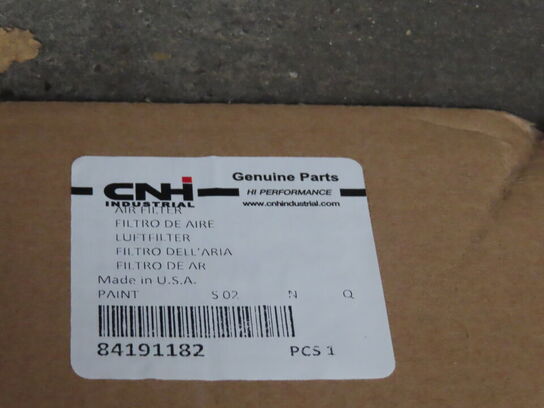 Genuine Parts
CNH
INDUSTRIAL
HI PERFORMANCE
www.cnhindustrial.com
AIR FILTER
FILTRO DE AIRE
LUFTFILTER
FILTRO DELL'ARIA
FILTRO DE AR
Made in U.S.A.
PAINT S 02 N Q
84191182 PCS 1